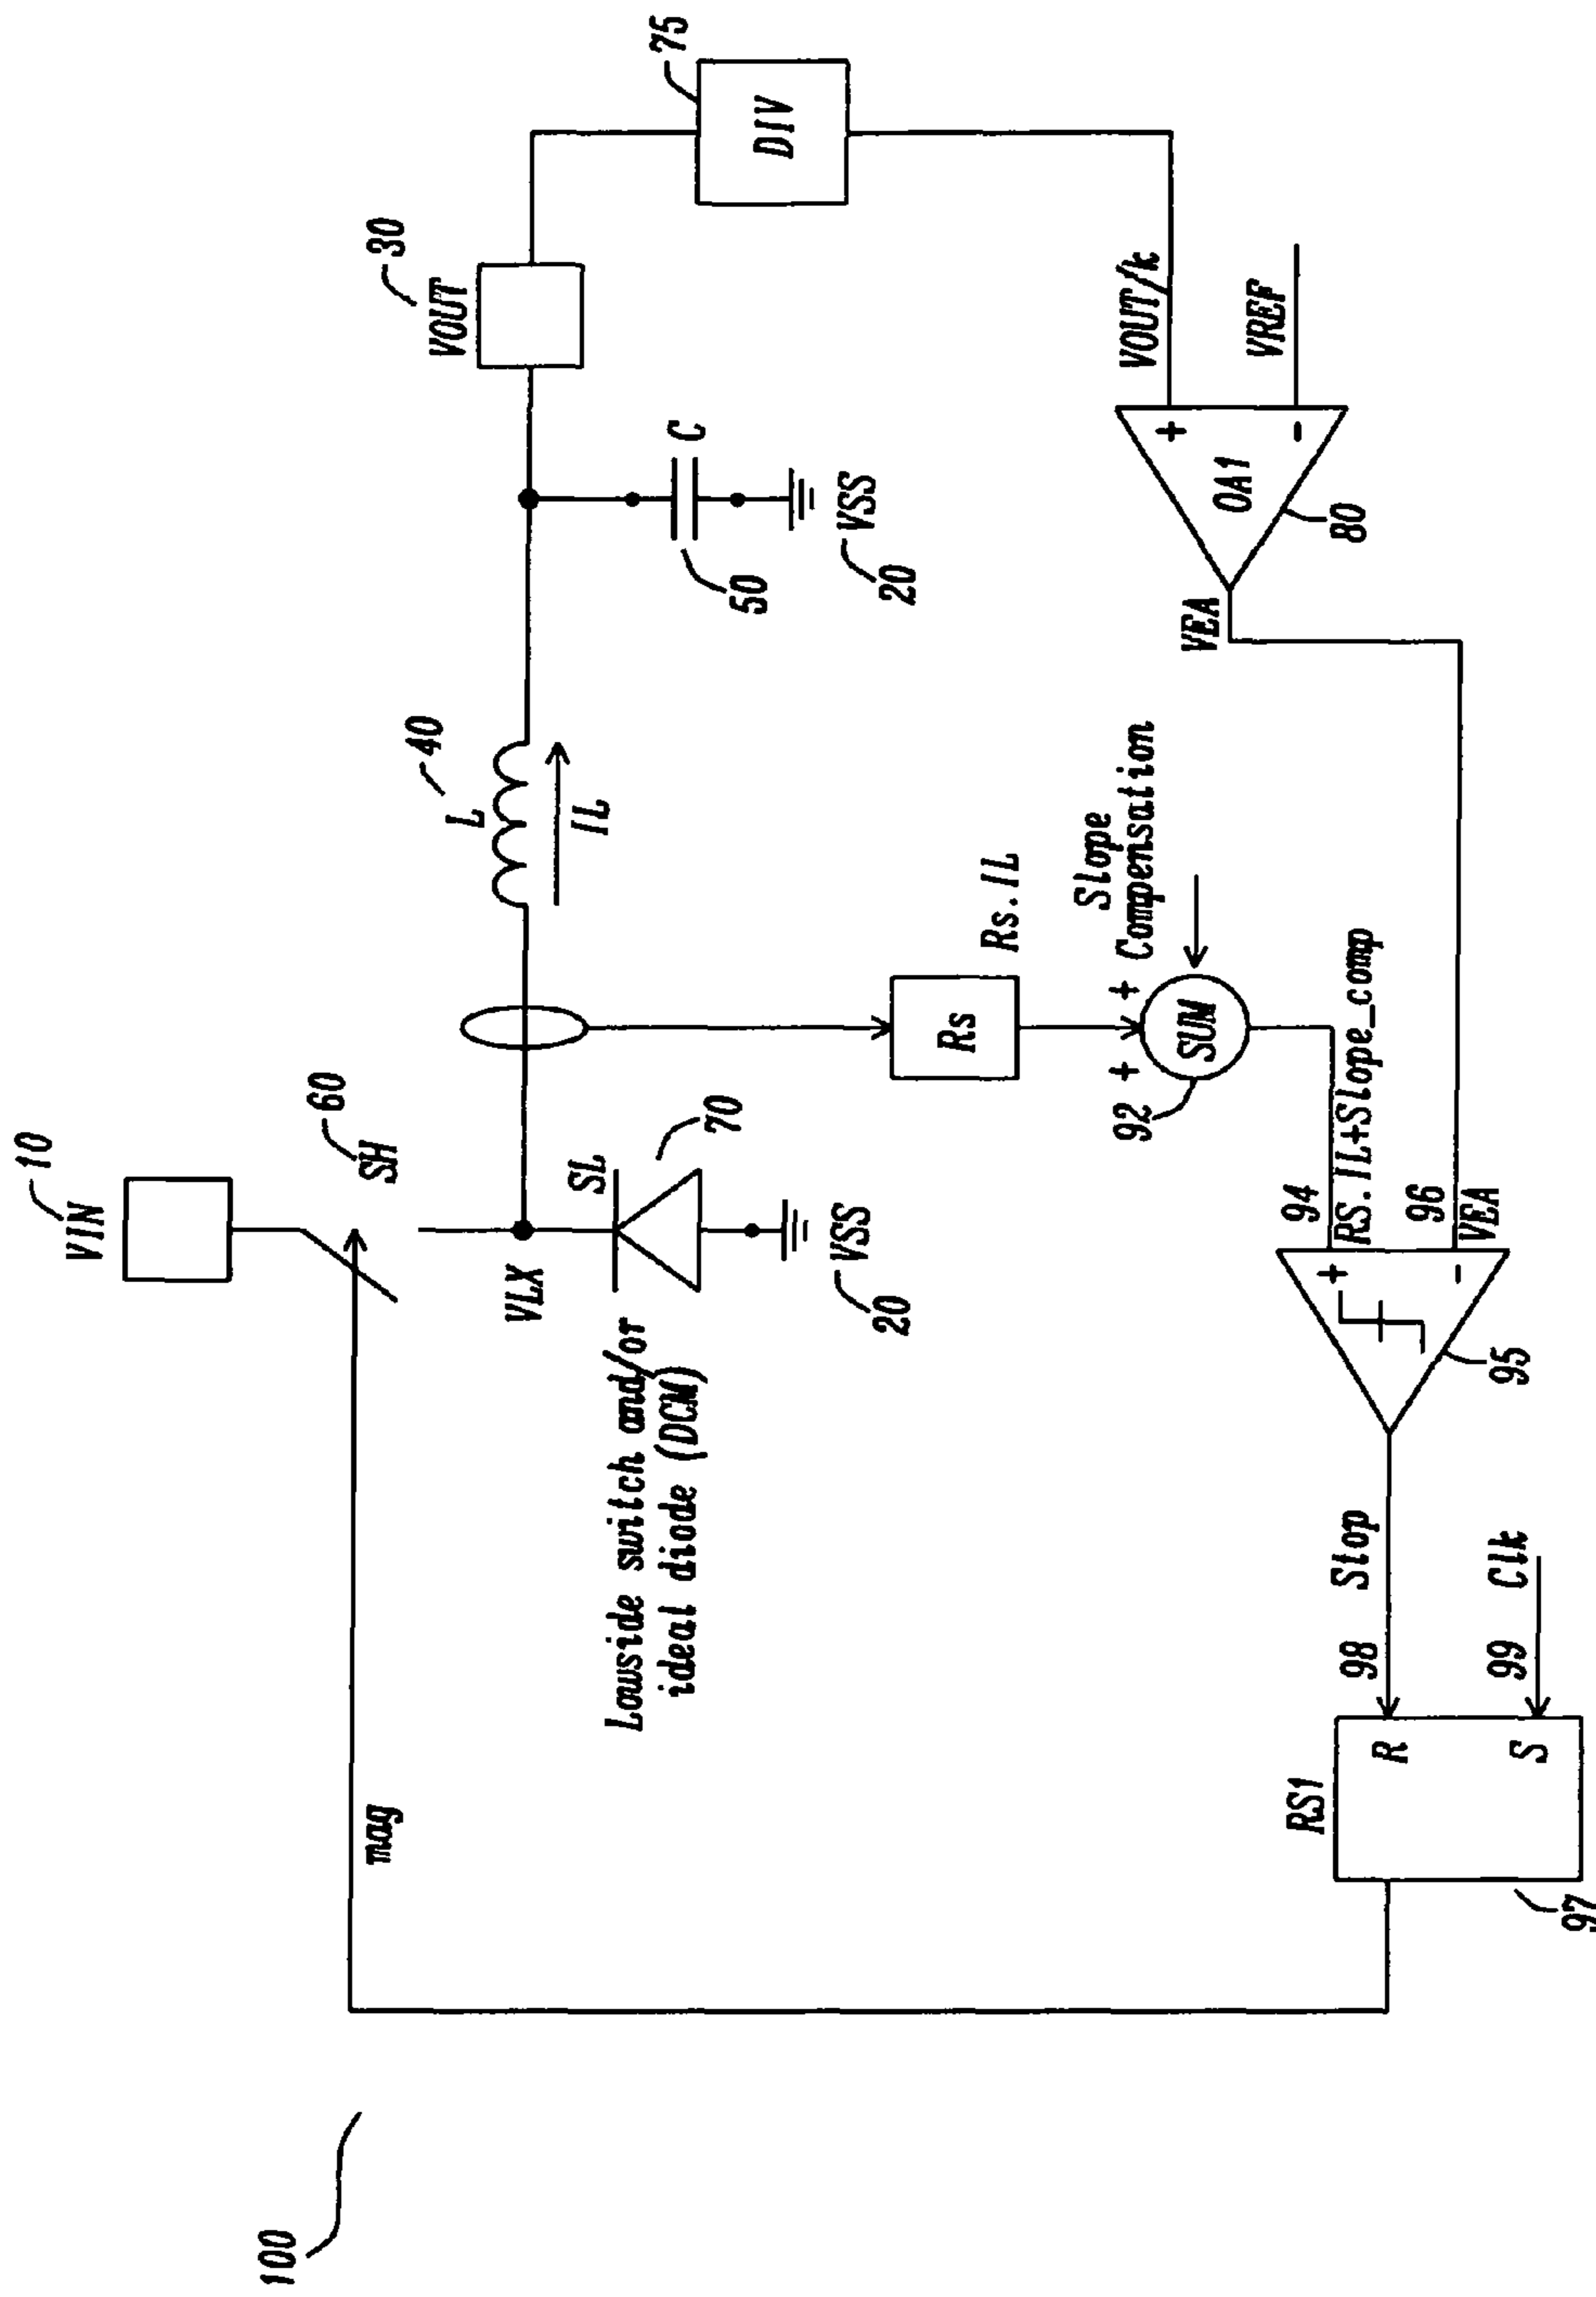 100
10
VIN
60
SH
mag
VLX
SL
70
VSS
20
Lowside switch and/or
ideal diode (DCM)
40
L
IL
30
VOUT
C
50
VSS
20
75
DIV
Rs
Rs.IL
Slope
Compensation
+ +
SUM
92
94
RS.IL+Slope_comp
96
VEA
+
-
95
VOUT/k
VREF
+
-
OA1
80
VEA
Stop
98
Clk
99
RS1
R
S
97